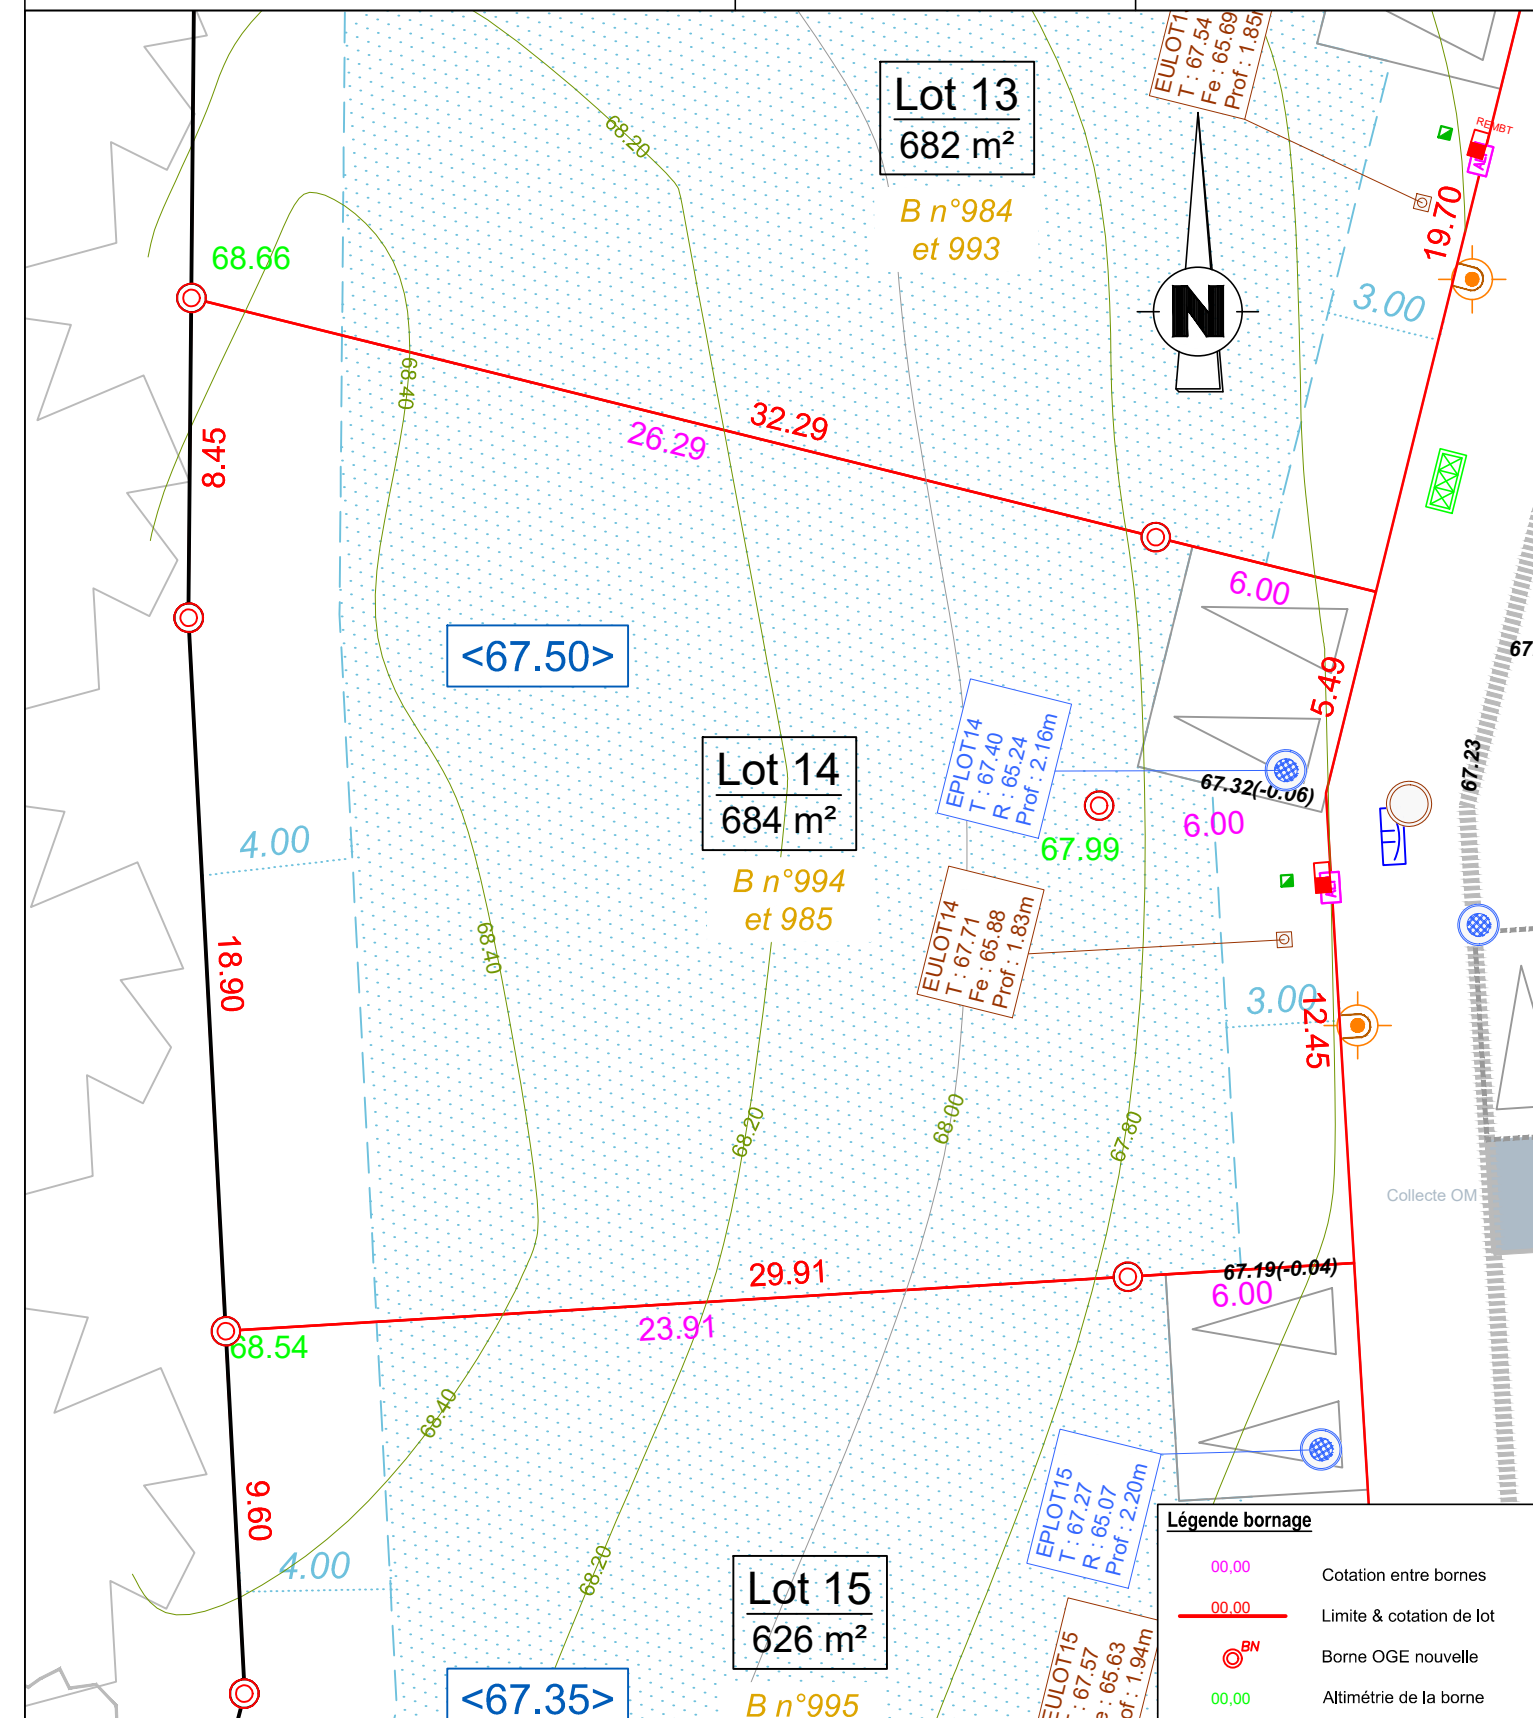 EULOT1
T : 67.54
Fe : 65.69
Prof : 1.85
Lot 13
682 m²
B n°984
et 993
68.20
REMBT
19.70
3.00
N
68.66
68.40
8.45
32.29
26.29
6.00
5.49
<67.50>
67.
67.23
EPLOT14
T : 67.40
R : 65.24
Prof : 2.16m
67.32(-0.06)
6.00
67.99
Lot 14
684 m²
B n°994
et 985
4.00
EULOT14
T : 67.71
Fe : 65.88
Prof : 1.83m
18.90
68.40
3.00
12.45
68.20
68.00
67.80
Collecte OM
29.91
23.91
67.19(-0.04)
6.00
68.54
68.40
9.60
4.00
68.20
EPLOT15
T : 67.27
R : 65.07
Prof : 2.20m
Lot 15
626 m²
B n°995
<67.35>
EULOT15
: 67.57
e : 65.63
of : 1.94m
Légende bornage
00,00 Cotation entre bornes
00,00 Limite & cotation de lot
BN Borne OGE nouvelle
00,00 Altimétrie de la borne